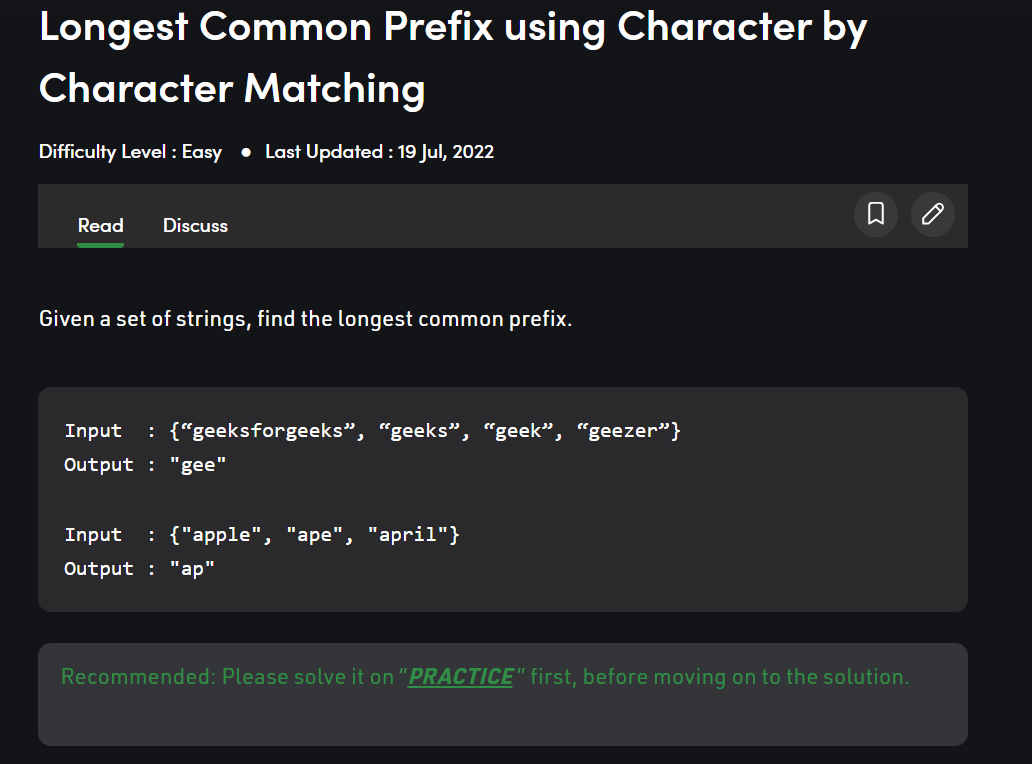 Longest Common Prefix using Character by
Character Matching
Difficulty Level : Easy ● Last Updated : 19 Jul, 2022
Read Discuss
Given a set of strings, find the longest common prefix.
Input  : {“geeksforgeeks”, “geeks”, “geek”, “geezer”}
Output : "gee"
Input  : {"apple", "ape", "april"}
Output : "ap"
Recommended: Please solve it on “PRACTICE” first, before moving on to the solution.